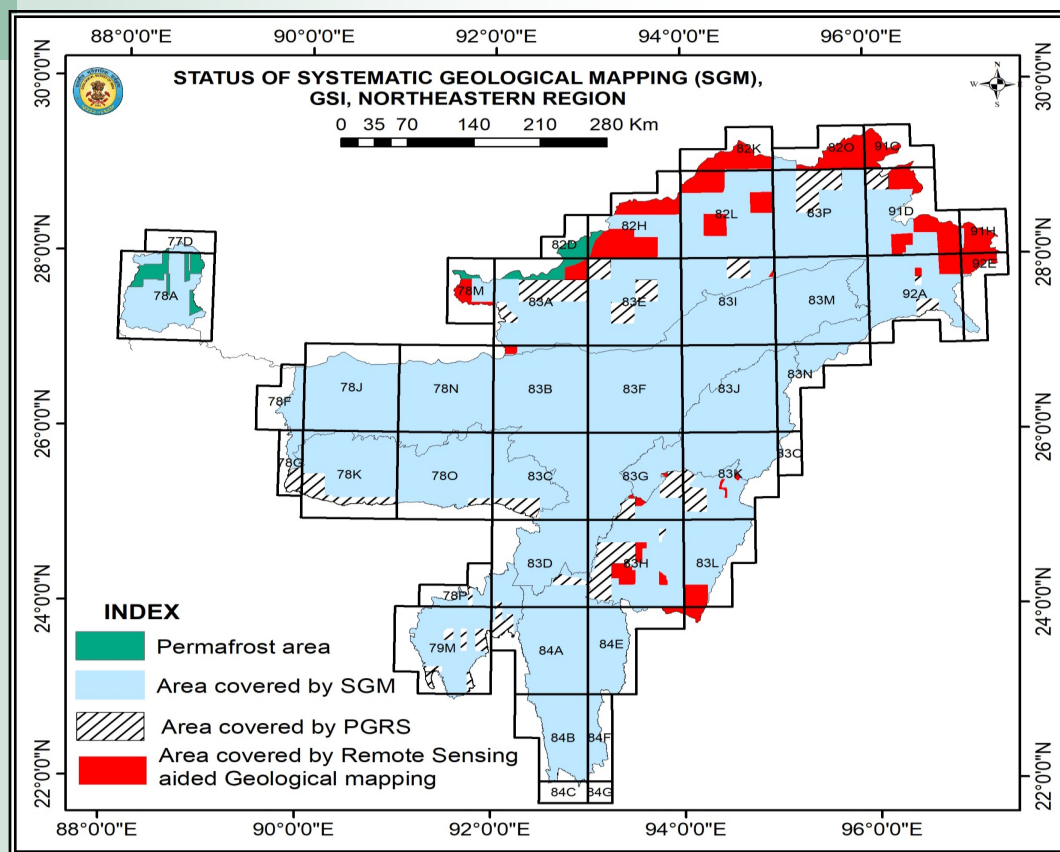 88°0'0"E 90°0'0"E 92°0'0"E 94°0'0"E 96°0'0"E
30°0'0"N
30°0'0"N
STATUS OF SYSTEMATIC GEOLOGICAL MAPPING (SGM),
GSI, NORTHEASTERN REGION
N
W
S
0 35 70 140 210 280 Km
82K
82O
91C
77D
82H
82L
83P
91D
91H
28°0'0"N
82D
28°0'0"N
92E
78A
78M
83A
83E
83I
83M
92A
78J
78N
83B
83F
83J
83N
78F
26°0'0"N
26°0'0"N
78G
78K
78O
83C
83G
83K
83O
83D
83H
83L
24°0'0"N
24°0'0"N
78P
79M
84A
84E
84B
84F
84C
84G
22°0'0"N
22°0'0"N
INDEX
Permafrost area
Area covered by SGM
Area covered by PGRS
Area covered by Remote Sensing
aided Geological mapping
88°0'0"E 90°0'0"E 92°0'0"E 94°0'0"E 96°0'0"E